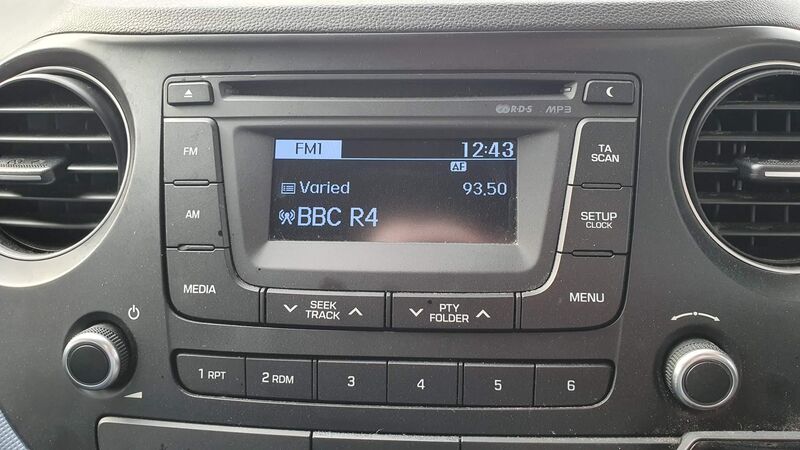 R·D·S MP3
FM1 12:43
AF
Varied 93.50
BBC R4
FM
AM
MEDIA
TA
SCAN
SETUP
CLOCK
MENU
SEEK
TRACK
PTY
FOLDER
1 RPT
2 RDM
3
4
5
6